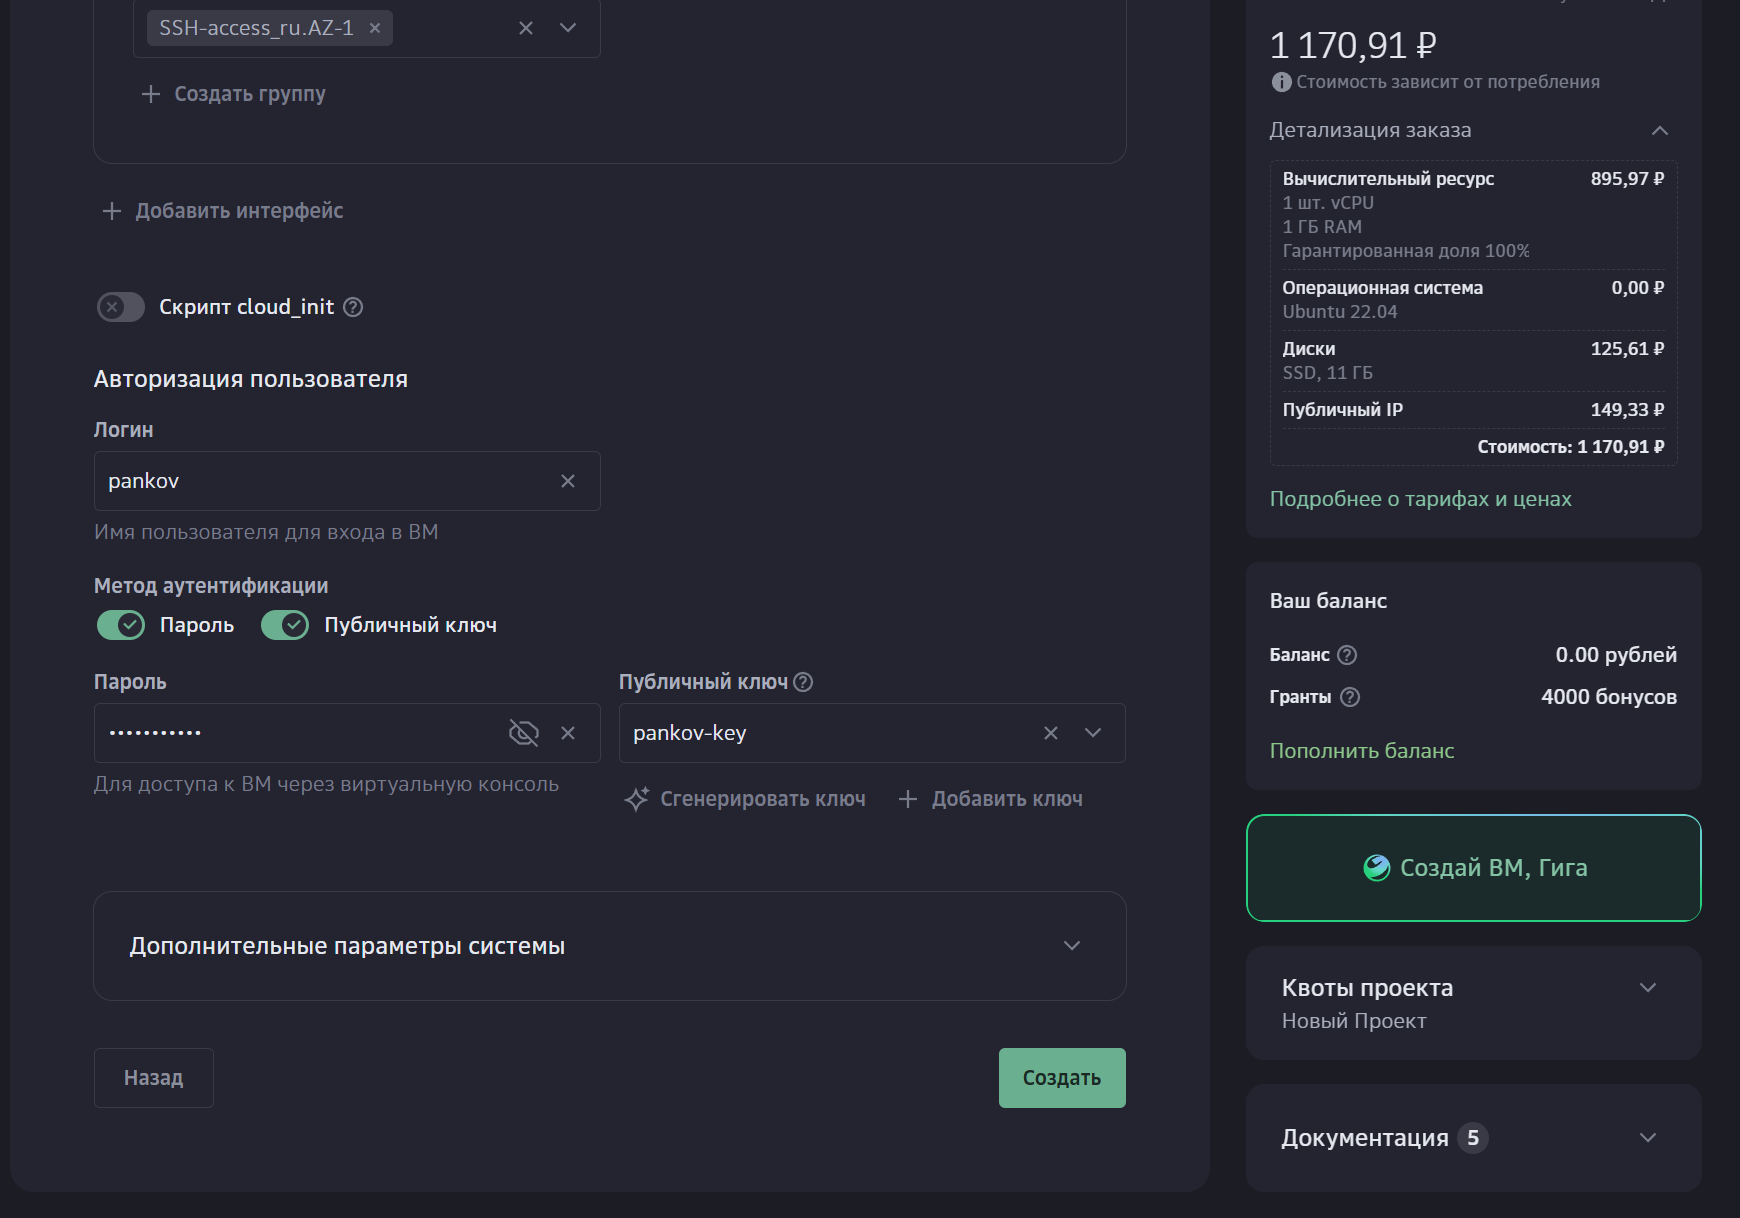 SSH-access_ru.AZ-1
Создать группу
Добавить интерфейс
Скрипт cloud_init
Авторизация пользователя
Логин
pankov
Имя пользователя для входа в ВМ
Метод аутентификации
Пароль
Публичный ключ
Пароль
Публичный ключ
•••••••••••
pankov-key
Для доступа к ВМ через виртуальную консоль
Сгенерировать ключ
Добавить ключ
Дополнительные параметры системы
Назад
Создать
1 170,91 ₽
Стоимость зависит от потребления
Детализация заказа
Вычислительный ресурс 895,97 ₽
1 шт. vCPU
1 ГБ RAM
Гарантированная доля 100%
Операционная система 0,00 ₽
Ubuntu 22.04
Диски 125,61 ₽
SSD, 11 ГБ
Публичный IP 149,33 ₽
Стоимость: 1 170,91 ₽
Подробнее о тарифах и ценах
Ваш баланс
Баланс 0.00 рублей
Гранты 4000 бонусов
Пополнить баланс
Создай ВМ, Гига
Квоты проекта
Новый Проект
Документация 5